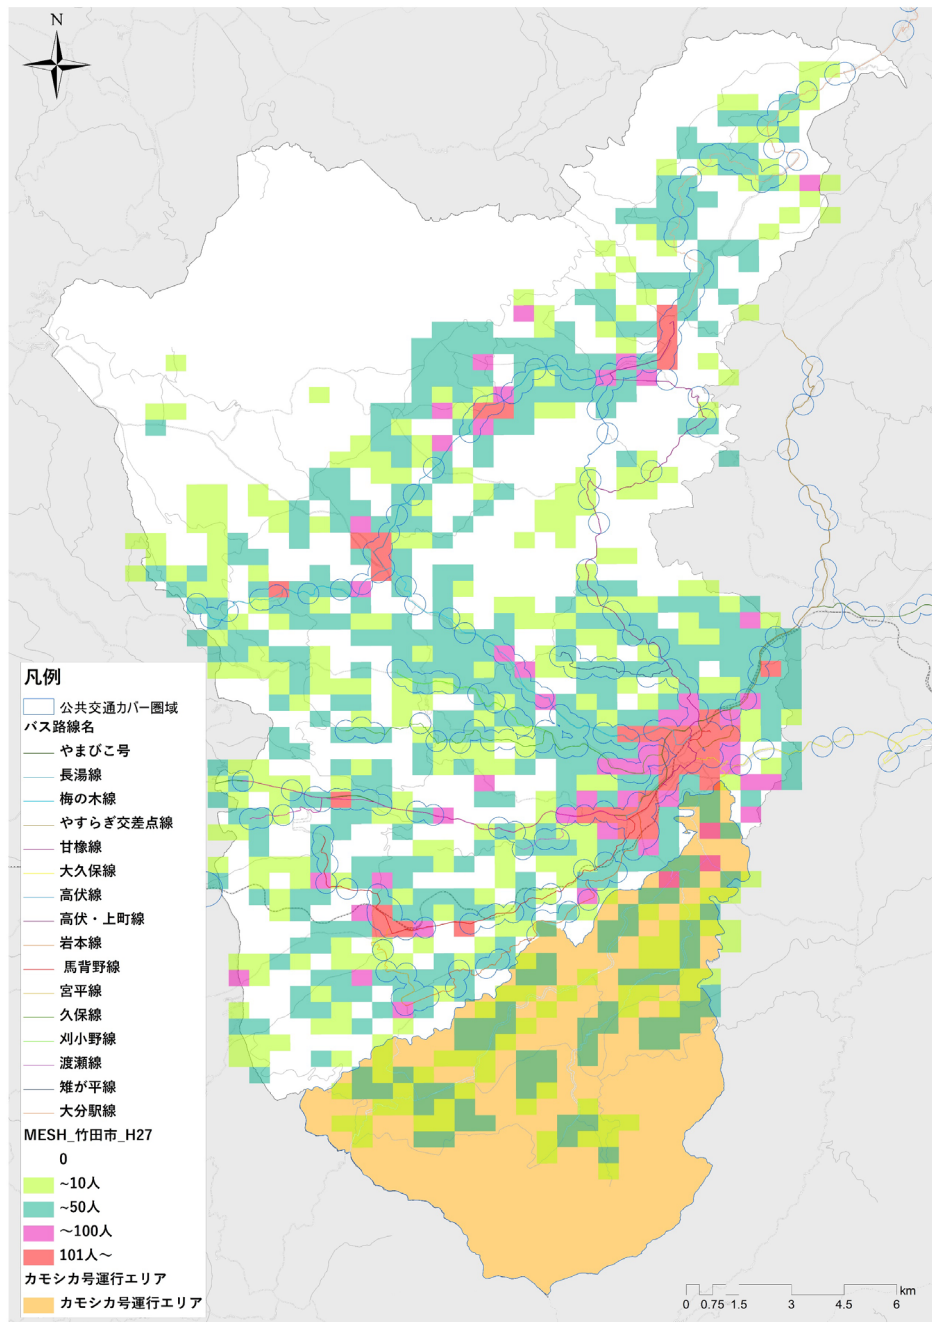 N
凡例
公共交通カバー圏域
バス路線名
やまびこ号
長湯線
梅の木線
やすらぎ交差点線
甘橡線
大久保線
高伏線
高伏・上町線
岩本線
馬背野線
宮平線
久保線
刈小野線
渡瀬線
雉が平線
大分駅線
MESH_竹田市_H27
0
~10人
~50人
～100人
101人～
カモシカ号運行エリア
カモシカ号運行エリア
km
0 0.75 1.5 3 4.5 6